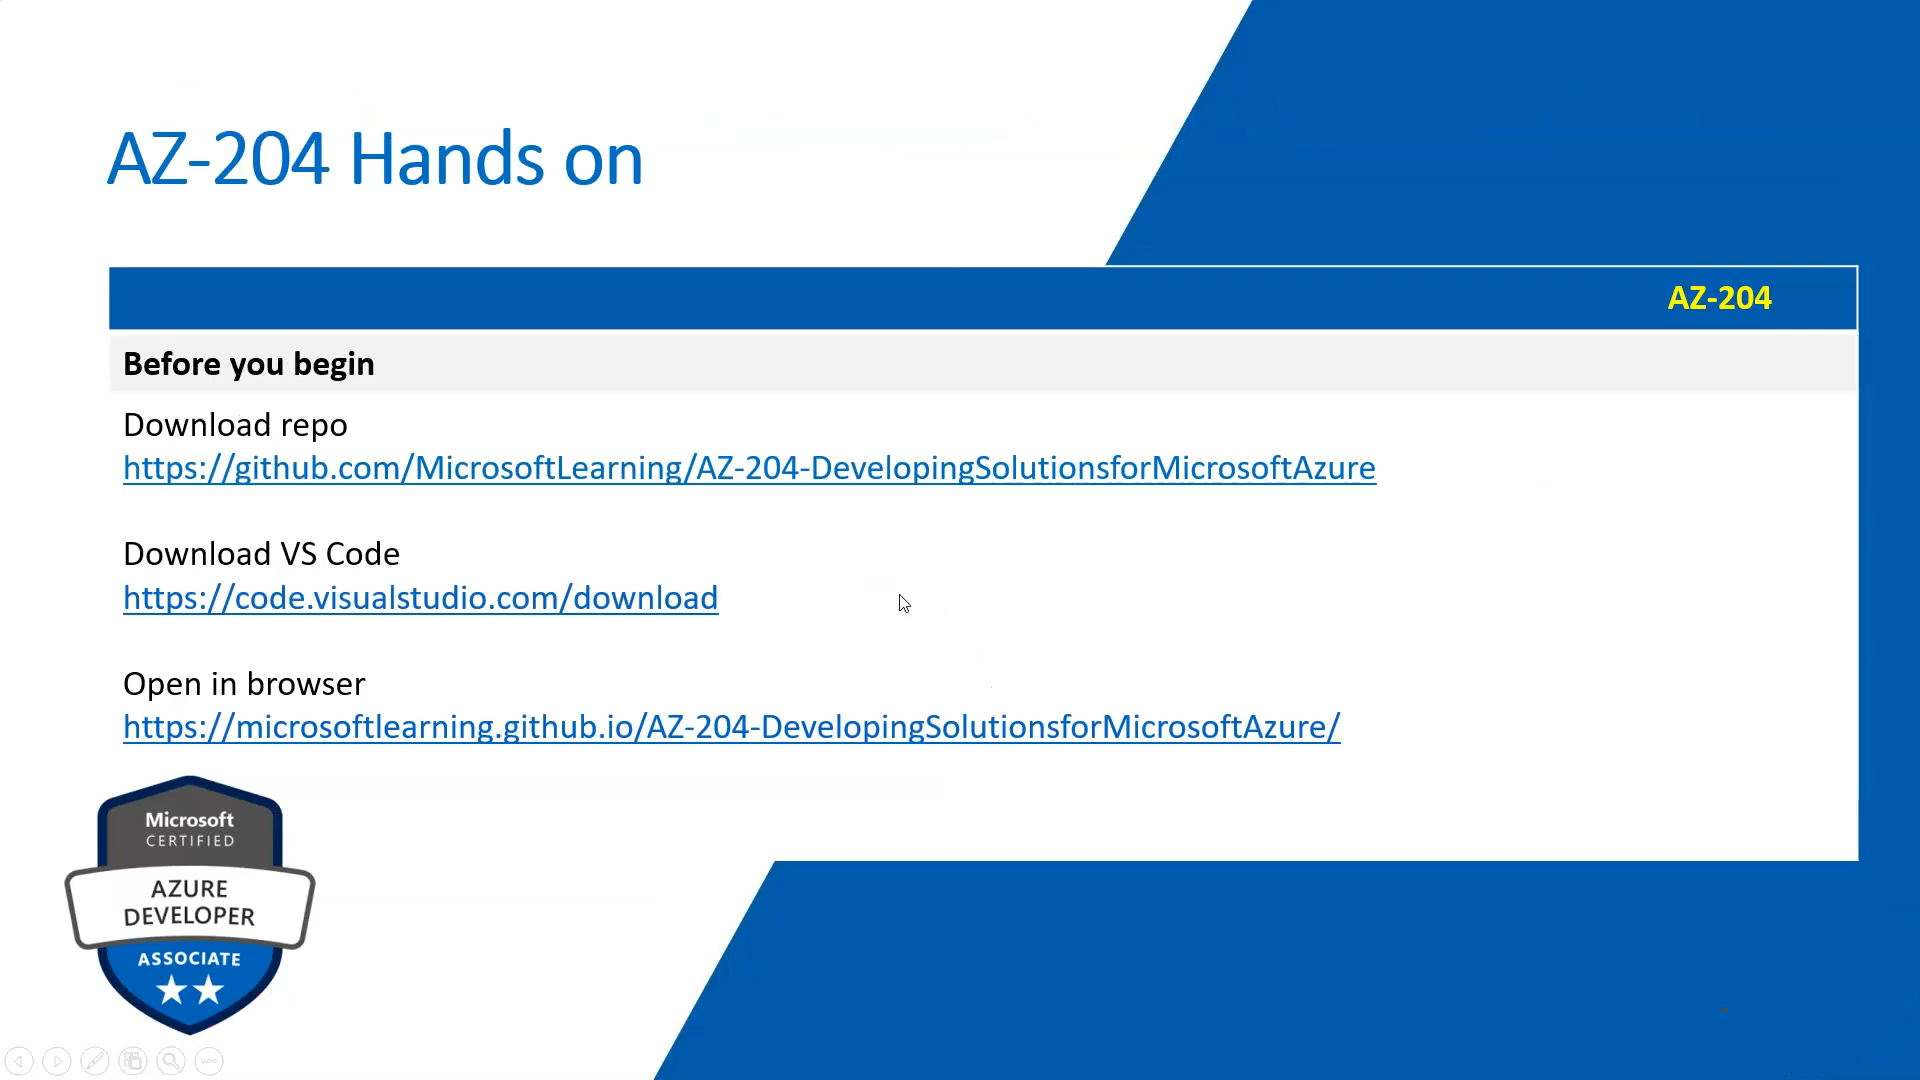 AZ-204 Hands on
AZ-204
Before you begin
Download repo
https://github.com/MicrosoftLearning/AZ-204-DevelopingSolutionsforMicrosoftAzure
Download VS Code
https://code.visualstudio.com/download
Open in browser
https://microsoftlearning.github.io/AZ-204-DevelopingSolutionsforMicrosoftAzure/
Microsoft
CERTIFIED
AZURE
DEVELOPER
ASSOCIATE